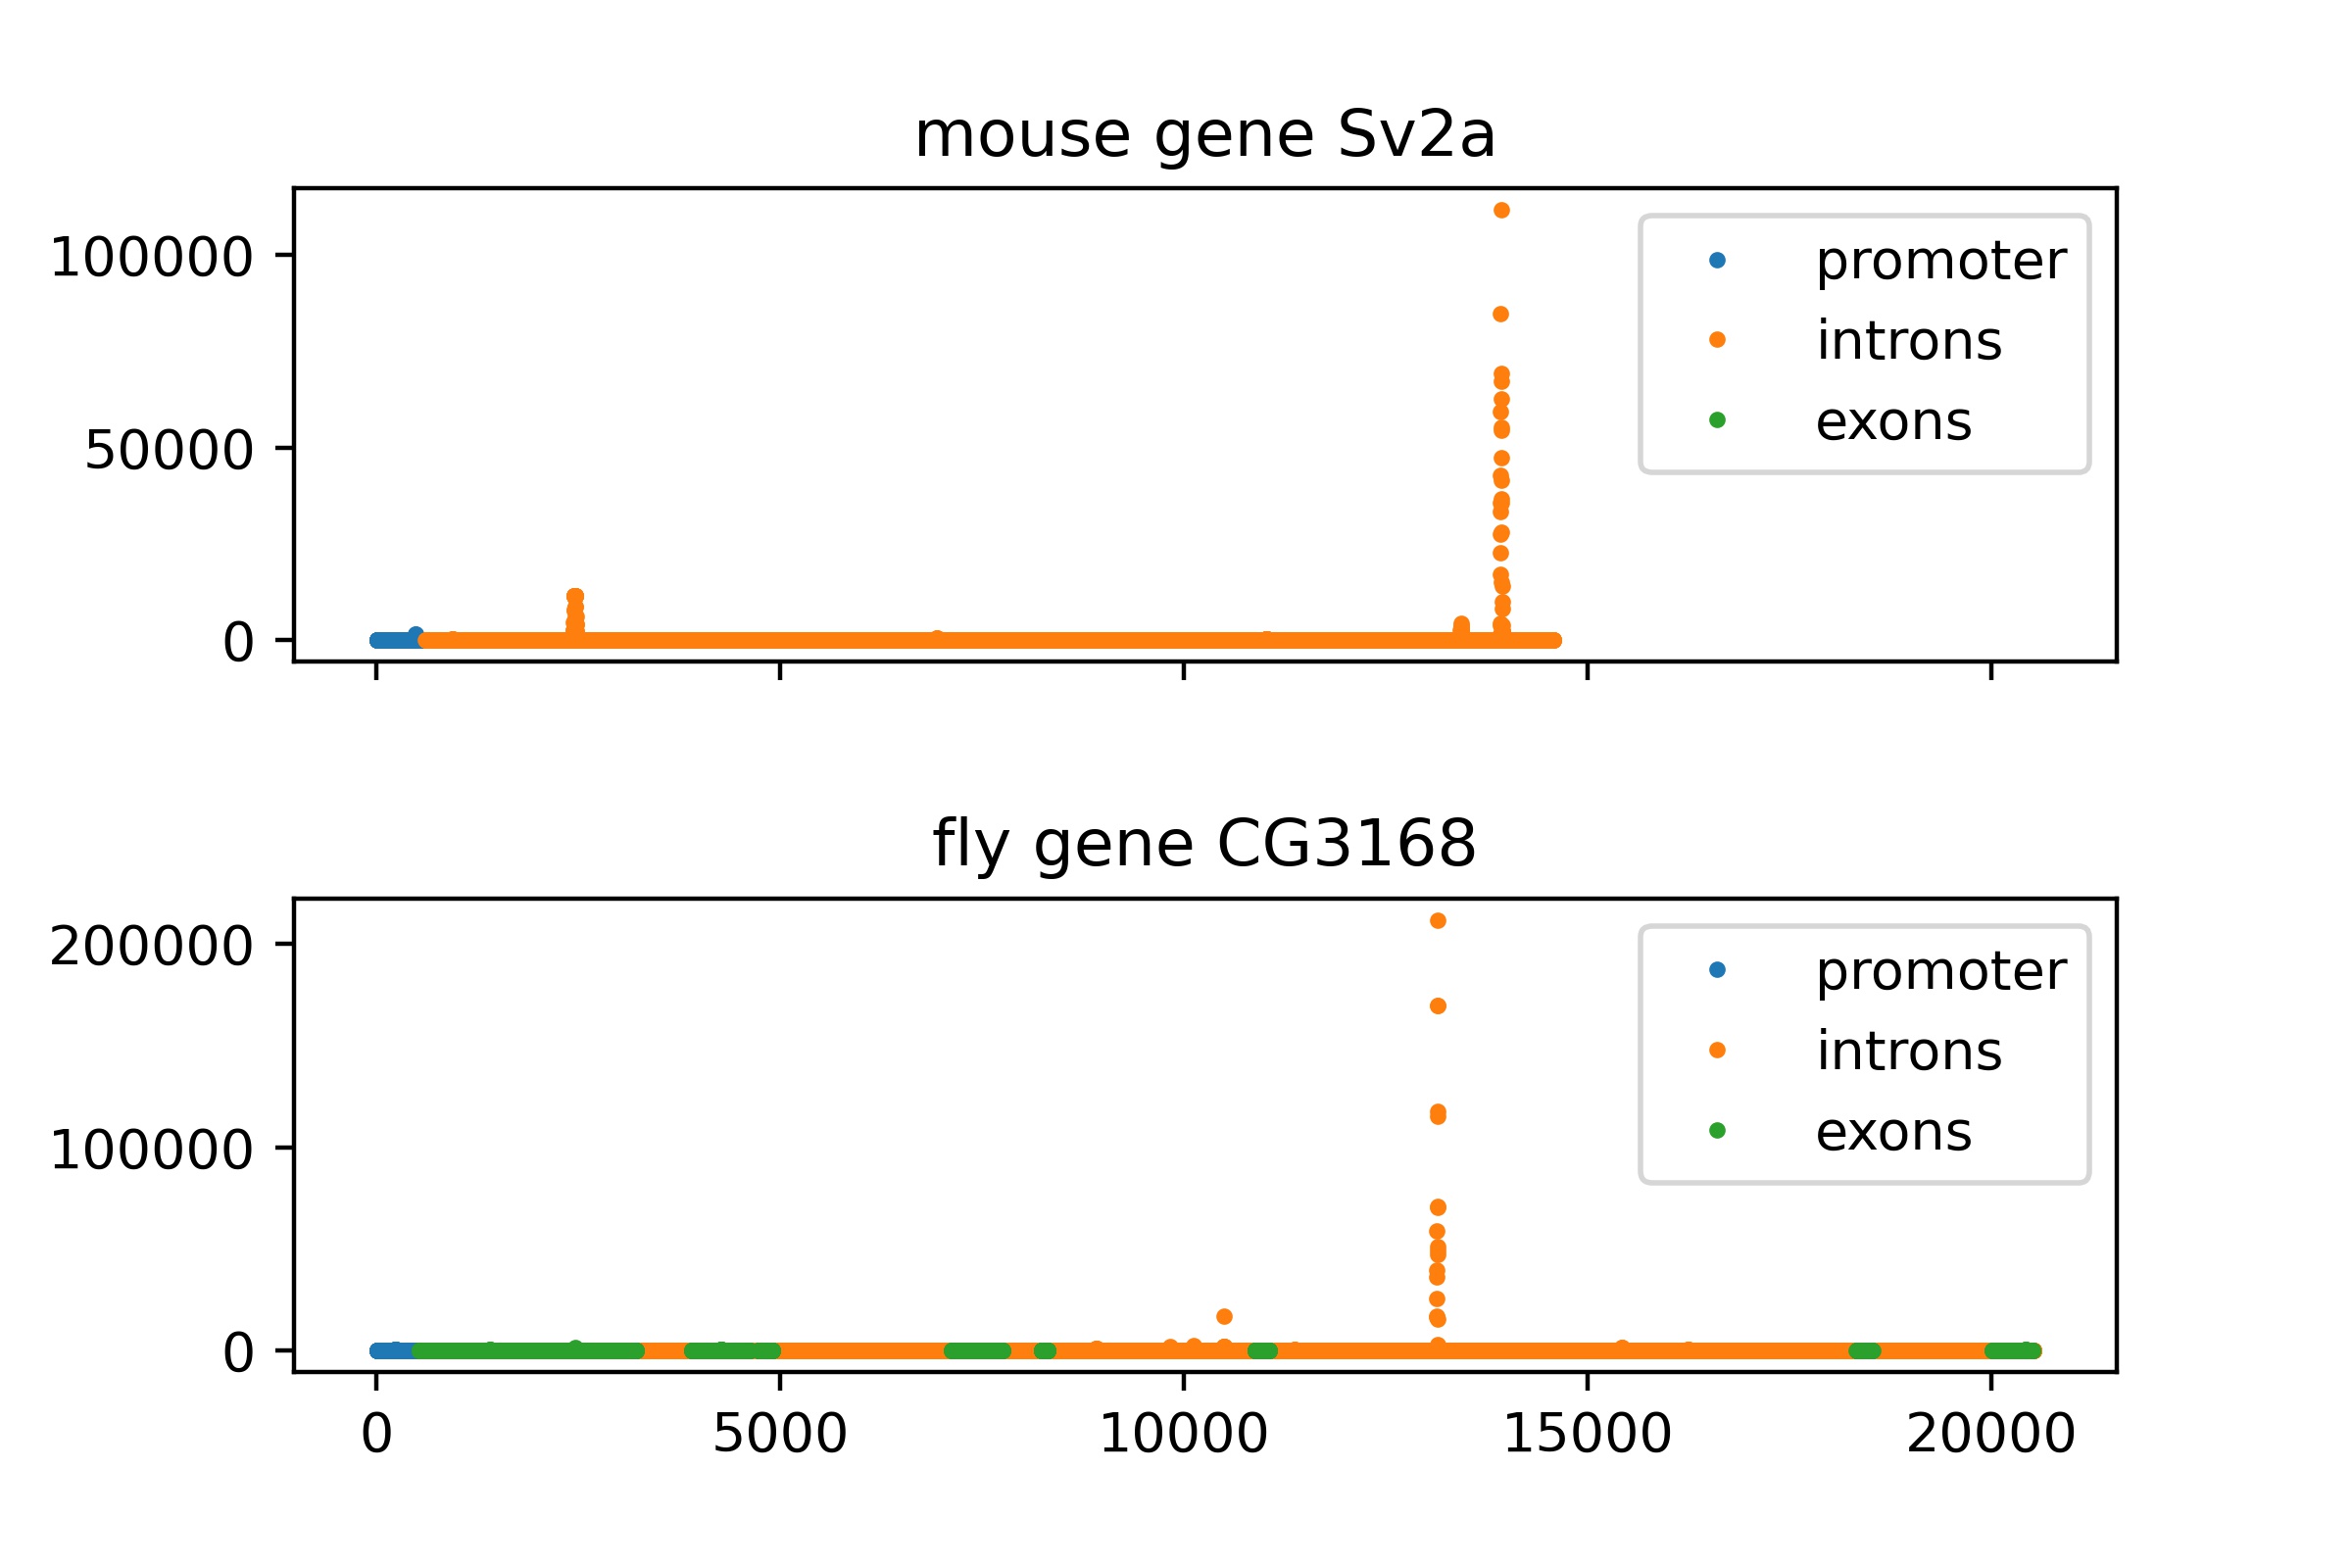 mouse gene Sv2a
100000
50000
0
promoter
introns
exons
fly gene CG3168
200000
100000
0
promoter
introns
exons
0 5000 10000 15000 20000